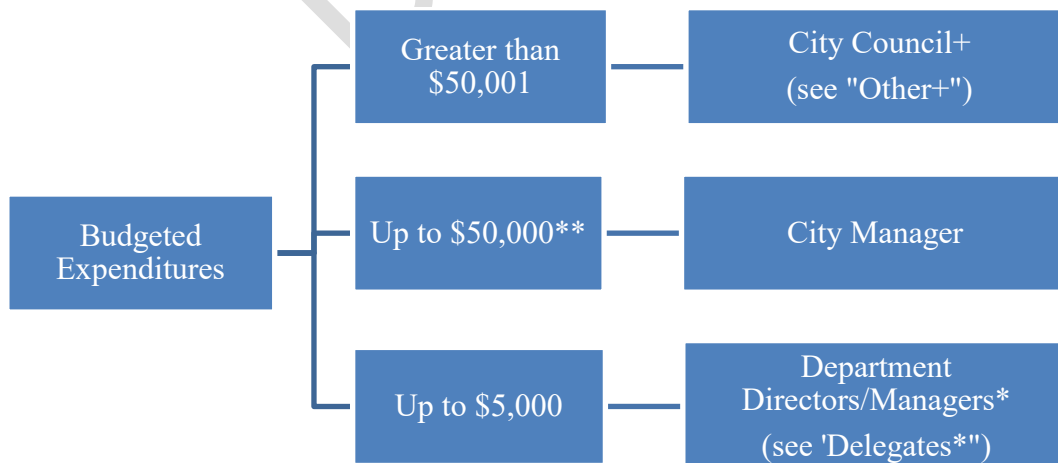 Greater than
$50,001
City Council+
(see "Other+")
Budgeted
Expenditures
Up to $50,000**
City Manager
Up to $5,000
Department
Directors/Managers*
(see 'Delegates*")